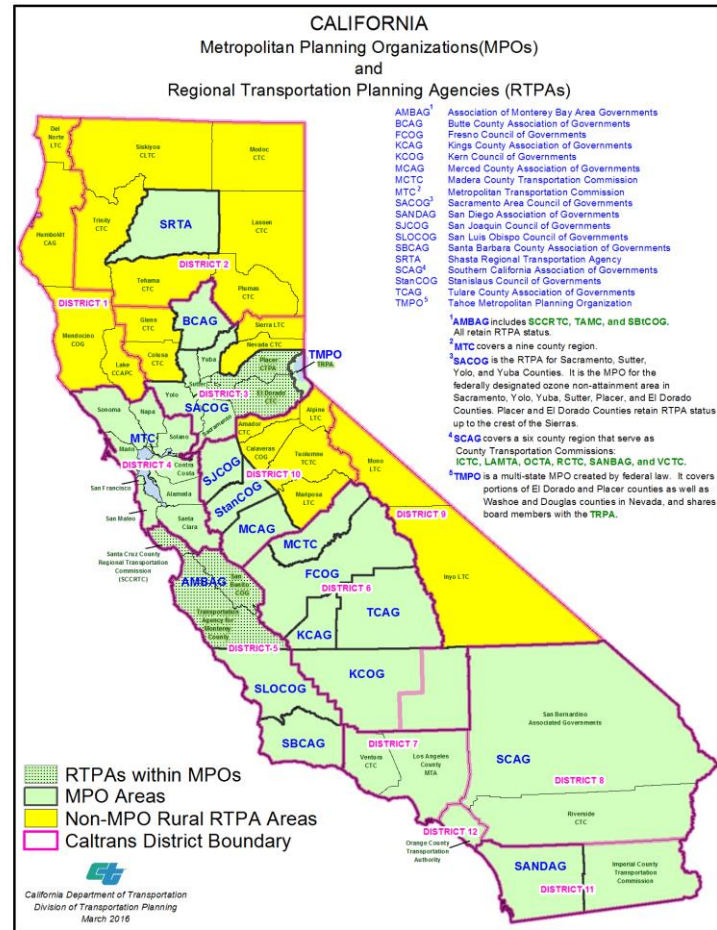 CALIFORNIA
Metropolitan Planning Organizations(MPOs)
and
Regional Transportation Planning Agencies (RTPAs)
AMBAG1 Association of Monterey Bay Area Governments
BCAG Butte County Association of Governments
FCOG Fresno Council of Governments
KCAG Kings County Association of Governments
KCOG Kern Council of Governments
MCAG Merced County Association of Governments
MCTC Madera County Transportation Commission
MTC2 Metropolitan Transportation Commission
SACOG3 Sacramento Area Council of Governments
SANDAG San Diego Association of Governments
SJCOG San Joaquin Council of Governments
SLOCOG San Luis Obispo Council of Governments
SBCAG Santa Barbara County Association of Governments
SRTA Shasta Regional Transportation Agency
SCAG4 Southern California Association of Governments
StanCOG Stanislaus Council of Governments
TCAG Tulare County Association of Governments
TMPO5 Tahoe Metropolitan Planning Organization
1AMBAG includes SCCRTC, TAMC, and SBtCOG.
All retain RTPA status.
2MTC covers a nine county region.
3SACOG is the RTPA for Sacramento, Sutter,
Yolo, and Yuba Counties. It is the MPO for the
federally designated ozone non-attainment area in
Sacramento, Yolo, Yuba, Sutter, Placer, and El Dorado
Counties. Placer and El Dorado Counties retain RTPA status
up to the crest of the Sierras.
4SCAG covers a six county region that serve as
County Transportation Commissions:
ICTC, LAMTA, OCTA, RCTC, SANBAG, and VCTC.
5TMPO is a multi-state MPO created by federal law. It covers
portions of El Dorado and Placer counties as well as
Washoe and Douglas counties in Nevada, and shares
board members with the TRPA.
Del
Norte
LTC
Siskiyou
CLTC
Modoc
CTC
Humboldt
CAG
Trinity
CTC
SRTA
Lassen
CTC
DISTRICT 2
Tehama
CTC
Plumas
CTC
DISTRICT 1
Mendocino
COG
Glenn
CTC
BCAG
Sierra LTC
Nevada CTC
Lake
CCAPC
Colusa
CTC
Yuba
Placer
CTPA
TMPO
TRPA
Sutter
DISTRICT 3
El Dorado
CTC
Yolo
SACOG
Sacramento
Sonoma
Napa
Solano
MTC
Marin
DISTRICT 4
Contra
Costa
San Francisco
Alameda
San Mateo
Santa
Clara
Amador
CTC
Alpine
LTC
Calaveras
COG
Tuolumne
TCTC
Mono LTC
DISTRICT 10
SJCOG
StanCOG
Mariposa
LTC
MCAG
MCTC
DISTRICT 9
Inyo LTC
Santa Cruz County
Regional Transportation
Commission
(SCCRTC)
AMBAG
San
Benito
COG
Transportation
Agency for
Monterey
County
DISTRICT 5
FCOG
DISTRICT 6
TCAG
KCAG
SLOCOG
KCOG
SBCAG
DISTRICT 7
Ventura
CTC
Los Angeles
County
MTA
San Bernardino
Associated Governments
SCAG
DISTRICT 8
Riverside
CTC
DISTRICT 12
Orange County
Transportation
Authority
SANDAG
Imperial County
Transportation
Commission
DISTRICT 11
RTPAs within MPOs
MPO Areas
Non-MPO Rural RTPA Areas
Caltrans District Boundary
ct
California Department of Transportation
Division of Transportation Planning
March 2016